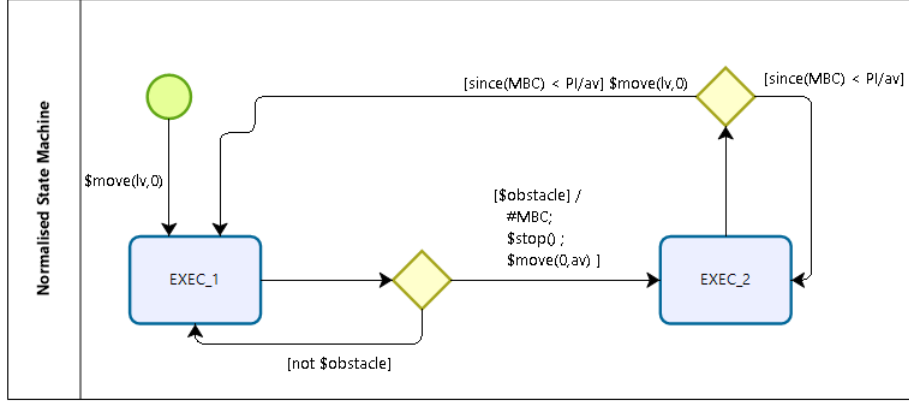 Normalised State Machine
[since(MBC) < PI/av] $move(lv,0)
[since(MBC) < PI/av]
$move(lv,0)
[$obstacle] /
#MBC;
$stop() ;
$move(0,av) ]
EXEC_1
EXEC_2
[not $obstacle]